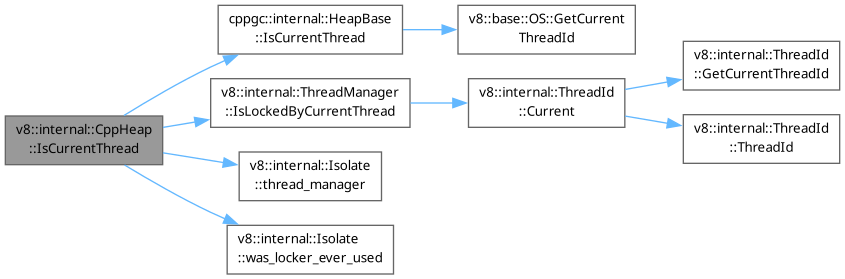 v8::internal::CppHeap
::IsCurrentThread
cppgc::internal::HeapBase
::IsCurrentThread
v8::base::OS::GetCurrent
ThreadId
v8::internal::ThreadManager
::IsLockedByCurrentThread
v8::internal::ThreadId
::Current
v8::internal::ThreadId
::GetCurrentThreadId
v8::internal::ThreadId
::ThreadId
v8::internal::Isolate
::thread_manager
v8::internal::Isolate
::was_locker_ever_used